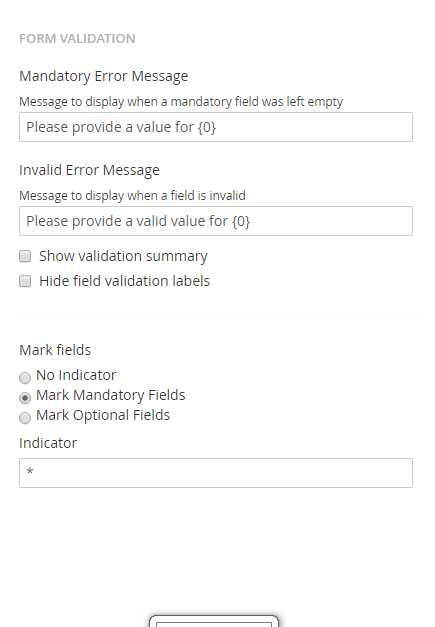 FORM VALIDATION
Mandatory Error Message
Message to display when a mandatory field was left empty
Please provide a value for {0}
Invalid Error Message
Message to display when a field is invalid
Please provide a valid value for {0}
Show validation summary
Hide field validation labels
Mark fields
No Indicator
Mark Mandatory Fields
Mark Optional Fields
Indicator
*